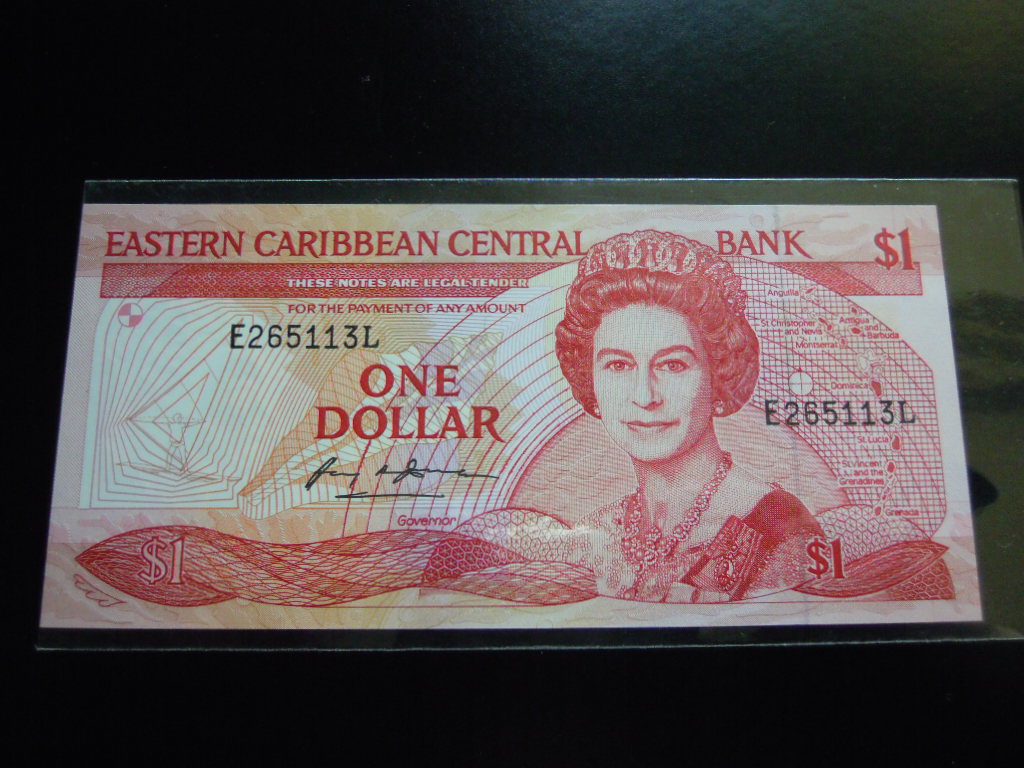 EASTERN CARIBBEAN CENTRAL BANK $1
THESE NOTES ARE LEGAL TENDER
FOR THE PAYMENT OF ANY AMOUNT
E265113L
ONE
DOLLAR
Governor
$1
Anguilla
St Christopher
and Nevis
Antigua
and
Barbuda
Montserrat
Dominica
E265113L
St.Lucia
St.Vincent
and the
Grenadines
Grenada
$1